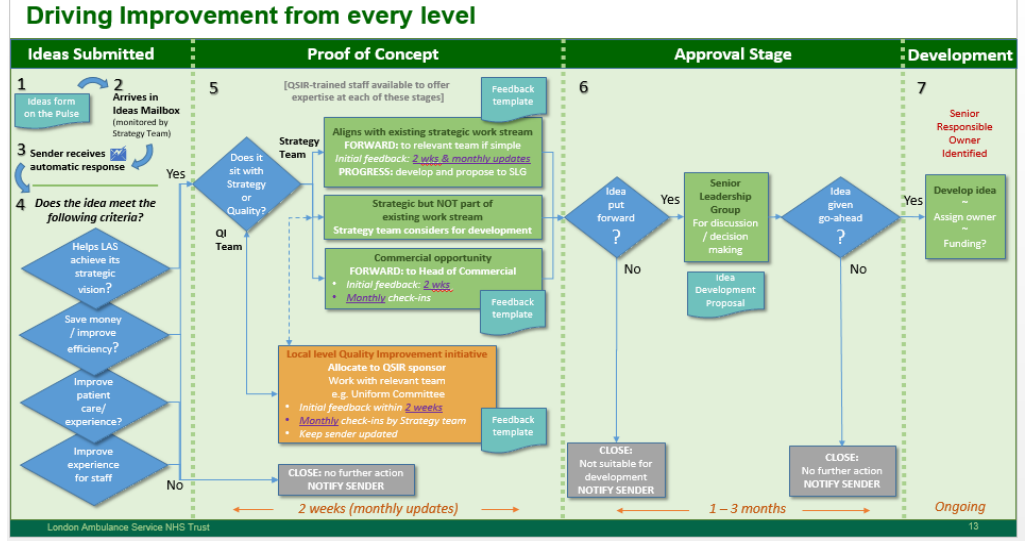 Driving Improvement from every level
Ideas Submitted
Proof of Concept
Approval Stage
Development
1
Ideas form
on the Pulse
2
Arrives in
Ideas Mailbox
(monitored by
Strategy Team)
3 Sender receives
automatic response
4 Does the idea meet the
following criteria?
Helps LAS
achieve its
strategic
vision?
Save money
/ improve
efficiency?
Improve
patient
care/
experience?
Improve
experience
for staff
Yes
No
5
[QSIR-trained staff available to offer
expertise at each of these stages]
Feedback
template
Does it
sit with
Strategy
or
Quality?
Strategy
Team
QI
Team
Aligns with existing strategic work stream
FORWARD: to relevant team if simple
Initial feedback: 2 wks & monthly updates
PROGRESS: develop and propose to SLG
Strategic but NOT part of
existing work stream
Strategy team considers for development
Commercial opportunity
FORWARD: to Head of Commercial
• Initial feedback: 2 wks
• Monthly check-ins
Feedback
template
Local level Quality Improvement initiative
Allocate to QSIR sponsor
Work with relevant team
e.g. Uniform Committee
• Initial feedback within 2 weeks
• Monthly check-ins by Strategy team
• Keep sender updated
Feedback
template
CLOSE: no further action
NOTIFY SENDER
2 weeks (monthly updates)
6
Idea
put
forward
?
Yes
No
Senior
Leadership
Group
For discussion
/ decision
making
Idea
Development
Proposal
Idea
given
go-ahead
?
Yes
No
CLOSE:
Not suitable for
development
NOTIFY SENDER
CLOSE:
No further action
NOTIFY SENDER
1 – 3 months
7
Senior
Responsible
Owner
Identified
Develop idea
~
Assign owner
~
Funding?
Ongoing
London Ambulance Service NHS Trust
13